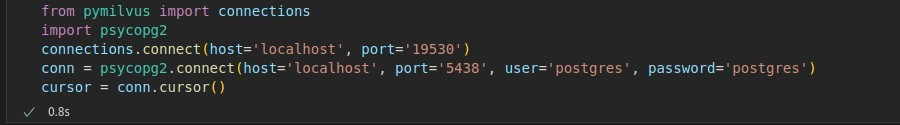 from pymilvus import connections
import psycopg2
connections.connect(host='localhost', port='19530')
conn = psycopg2.connect(host='localhost', port='5438', user='postgres', password='postgres')
cursor = conn.cursor()
✓ 0.8s